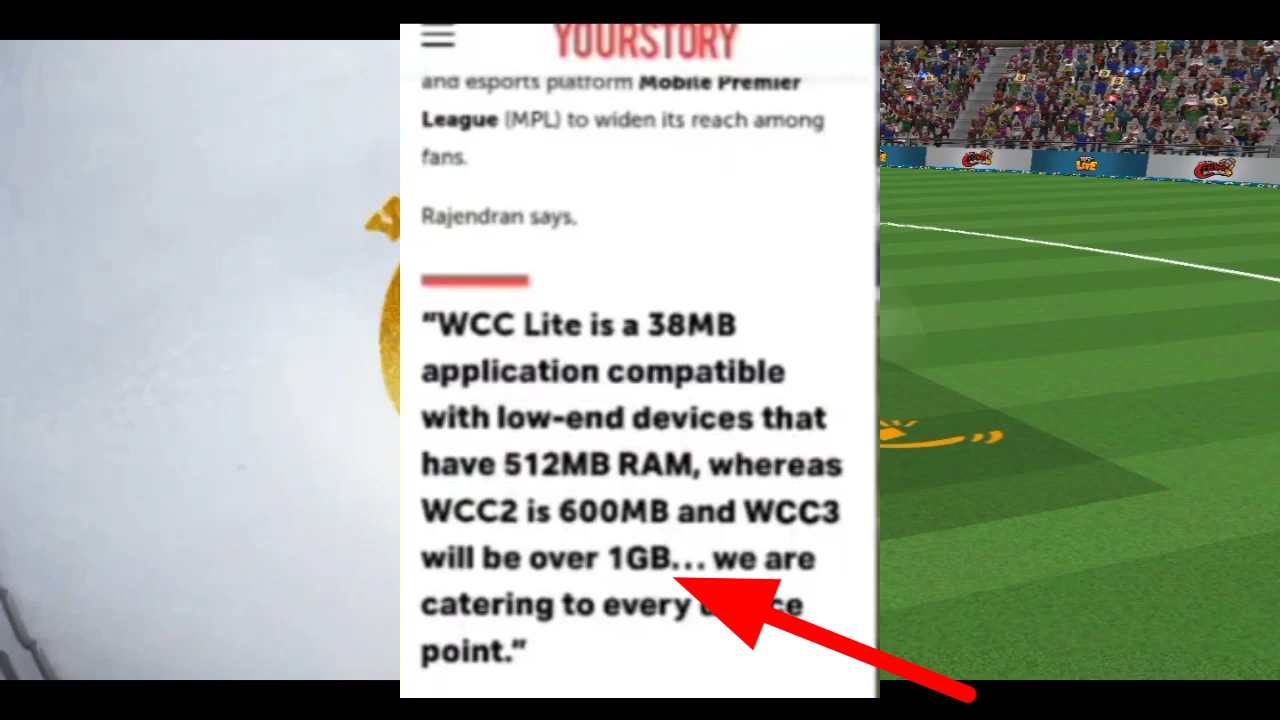 YOURSTORY
and esports platform Mobile Premier
League (MPL) to widen its reach among
fans.
Rajendran says,
"WCC Lite is a 38MB
application compatible
with low-end devices that
have 512MB RAM, whereas
WCC2 is 600MB and WCC3
will be over 1GB... we are
catering to every
point."
LITE